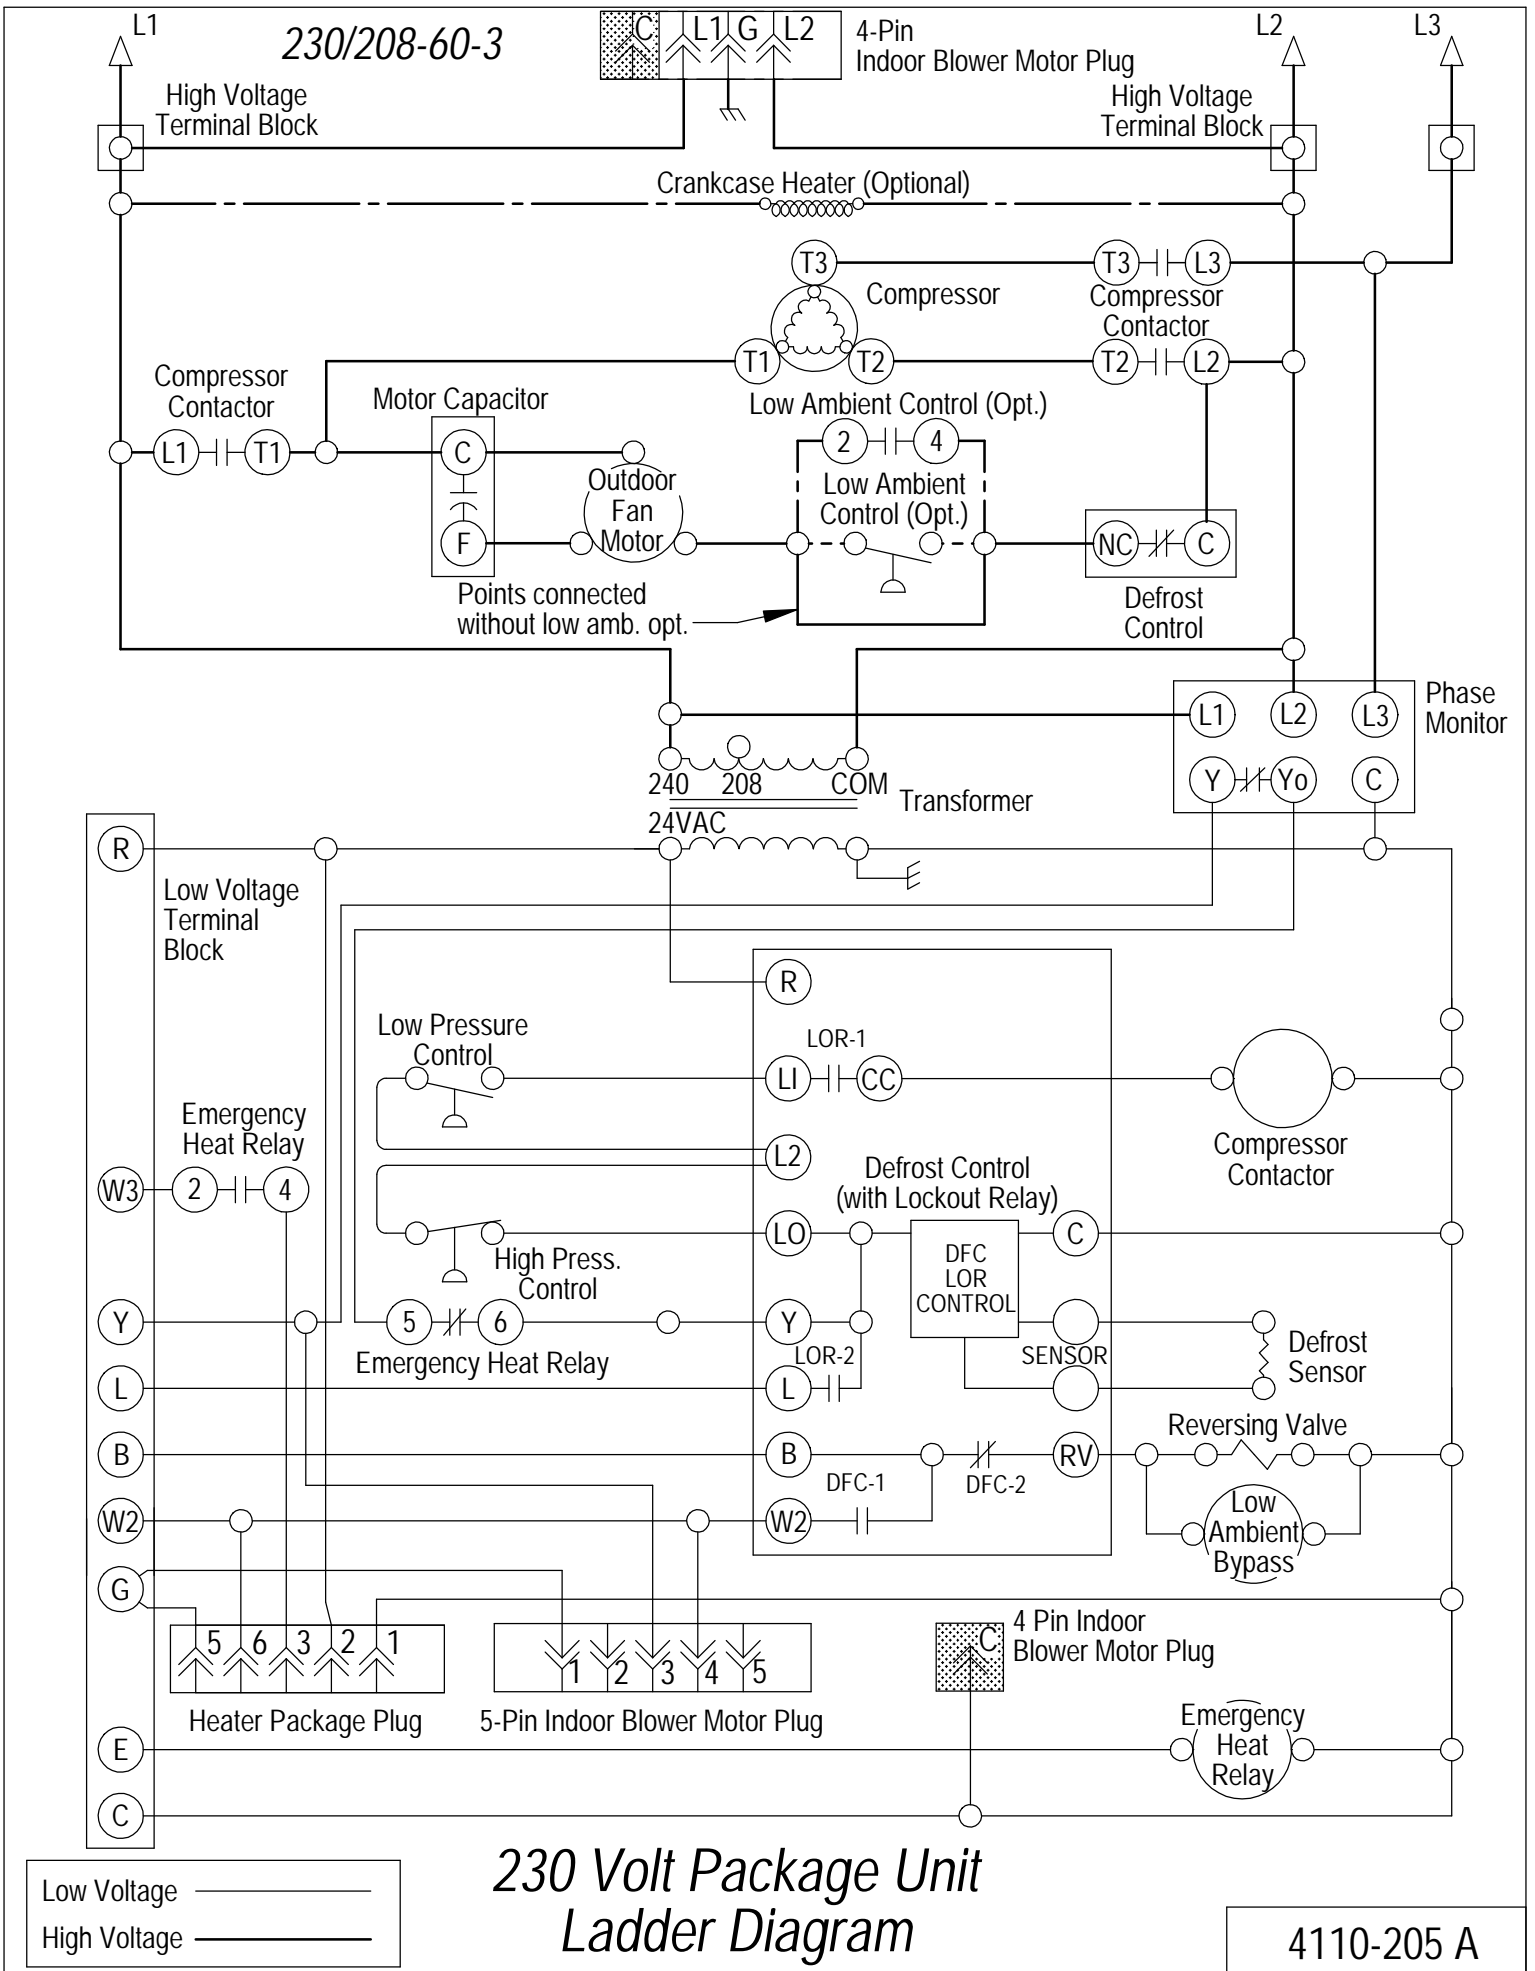 L1
230/208-60-3
C L1 G L2
4-Pin
Indoor Blower Motor Plug
L2
L3
High Voltage
Terminal Block
High Voltage
Terminal Block
Crankcase Heater (Optional)
T3
T3 L3
Compressor
Compressor
Contactor
T1 T2
T2 L2
Compressor
Contactor
Motor Capacitor
Low Ambient Control (Opt.)
L1 T1
C
2 4
Outdoor
Fan
Motor
Low Ambient
Control (Opt.)
F
NC C
Points connected
without low amb. opt.
Defrost
Control
Phase
Monitor
L1 L2 L3
240 208 COM
Y Yo C
Transformer
24VAC
R
Low Voltage
Terminal
Block
R
Low Pressure
Control
LOR-1
LI CC
Compressor
Contactor
Emergency
Heat Relay
L2
W3 2 4
Defrost Control
(with Lockout Relay)
LO
DFC
LOR
CONTROL
C
High Press.
Control
Y
5 6
Y
Emergency Heat Relay
LOR-2
SENSOR
Defrost
Sensor
L
L
Reversing Valve
B
B
RV
DFC-1
DFC-2
W2
W2
Low
Ambient
Bypass
G
5 6 3 2 1
1 2 3 4 5
C
4 Pin Indoor
Blower Motor Plug
Heater Package Plug
5-Pin Indoor Blower Motor Plug
E
Emergency
Heat
Relay
C
230 Volt Package Unit
Ladder Diagram
Low Voltage
High Voltage
4110-205 A